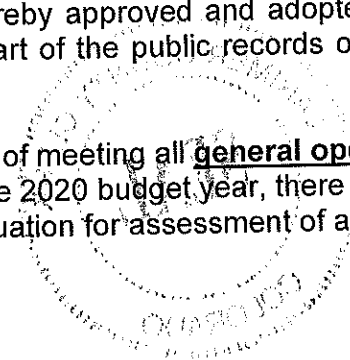 reby approved and adopte
art of the public records o
of meeting all general ope
e 2020 budget year, there
uation for assessment of a